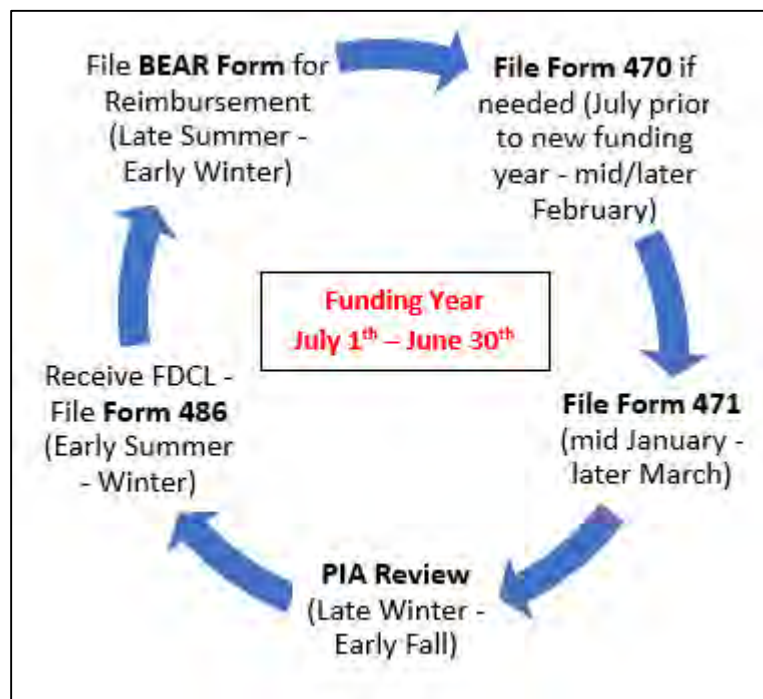 File BEAR Form for
Reimbursement
(Late Summer -
Early Winter)
File Form 470 if
needed (July prior
to new funding
year - mid/later
February)
Funding Year
July 1th – June 30th
Receive FDCL -
File Form 486
(Early Summer
- Winter)
File Form 471
(mid January -
later March)
PIA Review
(Late Winter -
Early Fall)